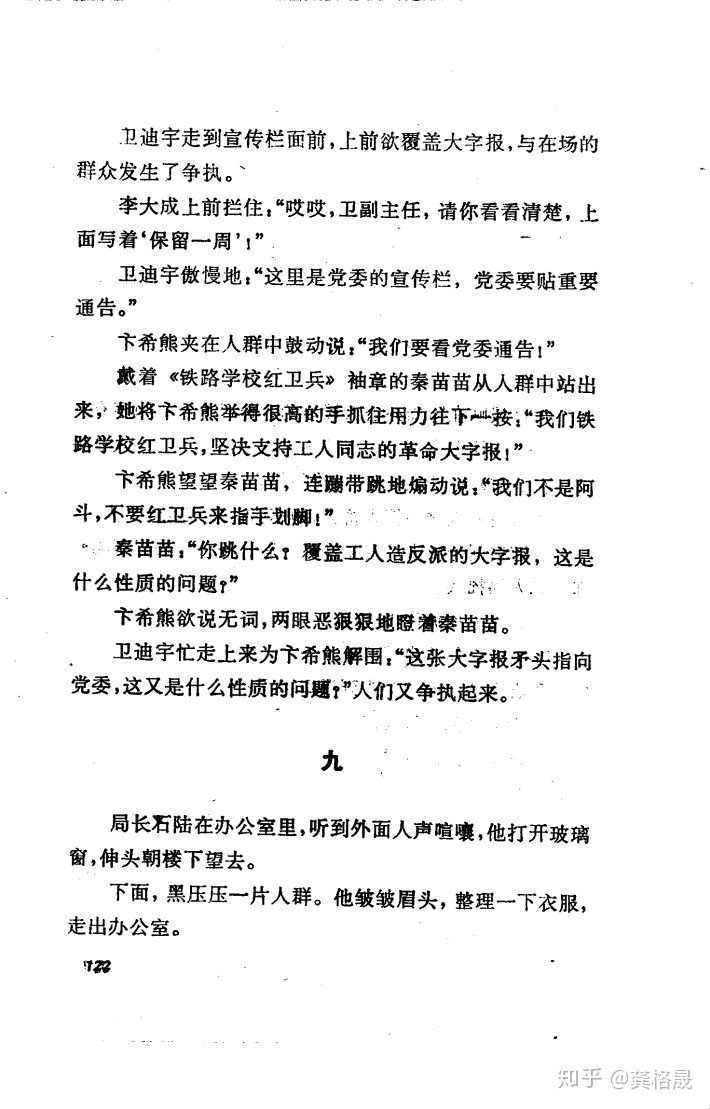 卫迪宇走到宣传栏面前，上前欲覆盖大字报，与在场的
群众发生了争执。
李大成上前拦住：“哎哎，卫副主任，请你看看清楚，上
面写着‘保留一周’！”
卫迪宇傲慢地：“这里是党委的宣传栏，党委要贴重要
通告。”
卞希熊夹在人群中鼓动说：“我们要看党委通告！”
戴着《铁路学校红卫兵》袖章的秦苗苗从人群中站出
来，她将卞希熊举得很高的手抓住用力往下一按：“我们铁
路学校红卫兵，坚决支持工人同志的革命大字报！”
卞希熊望望秦苗苗，连蹦带跳地煽动说：“我们不是阿
斗，不要红卫兵来指手划脚！”
秦苗苗：“你跳什么？覆盖工人造反派的大字报，这是
什么性质的问题？”
卞希熊欲说无词，两眼恶狠狠地瞪着秦苗苗。
卫迪宇忙走上来为卞希熊解围：“这张大字报矛头指向
党委，这又是什么性质的问题？”人们又争执起来。
九
局长石陆在办公室里，听到外面人声喧嚷，他打开玻璃
窗，伸头朝楼下望去。
下面，黑压压一片人群。他皱皱眉头，整理一下衣服，
走出办公室。
122
知乎 @龚格晟